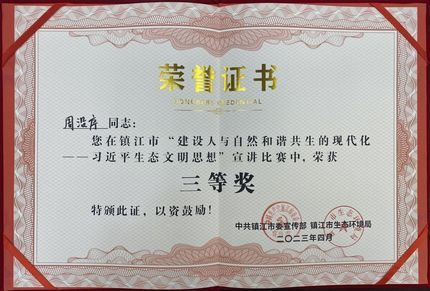 荣誉证书
同志：
您在镇江市“建设人与自然和谐共生的现代化
——习近平生态文明思想”宣讲比赛中，荣获
三等奖
特颁此证，以资鼓励！
中共镇江市委宣传部 镇江市生态环境局
二〇二三年四月